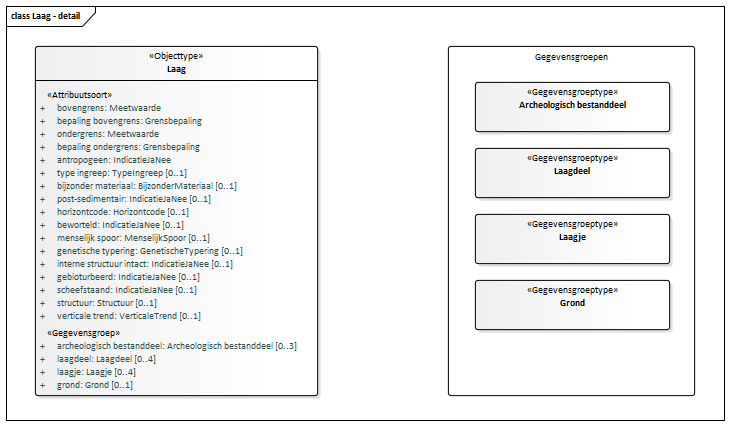 class Laag - detail
«Objecttype»
Laag
«Attribuutsoort»
+ bovengrens: Meetwaarde
+ bepaling bovengrens: Grensbepaling
+ ondergrens: Meetwaarde
+ bepaling ondergrens: Grensbepaling
+ antropogeen: IndicatieJaNee
+ type ingreep: TypeIngreep [0..1]
+ bijzonder materiaal: BijzonderMateriaal [0..1]
+ post-sedimentair: IndicatieJaNee [0..1]
+ horizontcode: Horizontcode [0..1]
+ beworteld: IndicatieJaNee [0..1]
+ menselijk spoor: MenselijkSpoor [0..1]
+ genetische typering: GenetischeTypering [0..1]
+ interne structuur intact: IndicatieJaNee [0..1]
+ gebioturbeerd: IndicatieJaNee [0..1]
+ scheefstaand: IndicatieJaNee [0..1]
+ structuur: Structuur [0..1]
+ verticale trend: VerticaleTrend [0..1]
«Gegevensgroep»
+ archeologisch bestanddeel: Archeologisch bestanddeel [0..3]
+ laagdeel: Laagdeel [0..4]
+ laagje: Laagje [0..4]
+ grond: Grond [0..1]
Gegevensgroepen
«Gegevensgroeptype»
Archeologisch bestanddeel
«Gegevensgroeptype»
Laagdeel
«Gegevensgroeptype»
Laagje
«Gegevensgroeptype»
Grond